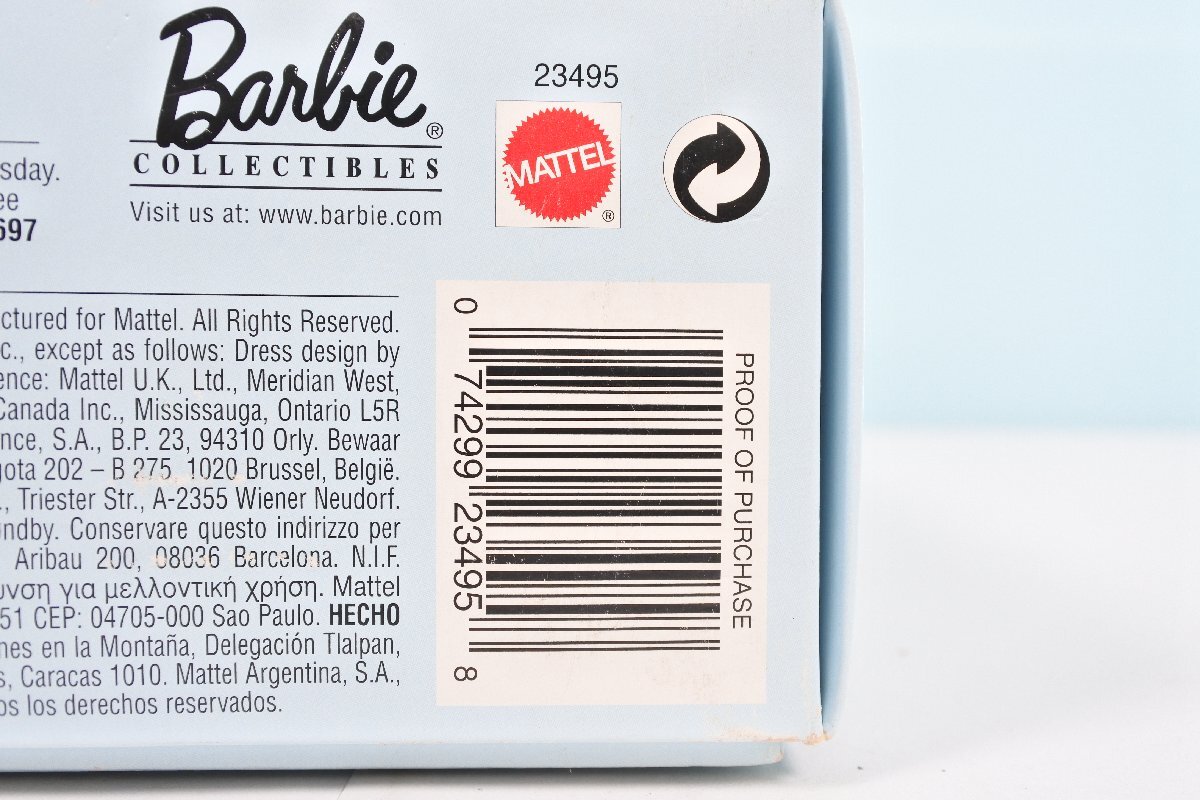 Barbie®
COLLECTIBLES
Visit us at: www.barbie.com
23495
MATTEL®
sday.
ee
697
ctured for Mattel. All Rights Reserved.
c., except as follows: Dress design by
ence: Mattel U.K., Ltd., Meridian West,
Canada Inc., Mississauga, Ontario L5R
nce, S.A., B.P. 23, 94310 Orly. Bewaar
gota 202 – B 275, 1020 Brussel, België.
., Triester Str., A-2355 Wiener Neudorf.
ndby. Conservare questo indirizzo per
Aribau 200, 08036 Barcelona. N.I.F.
υνση για μελλοντική χρήση. Mattel
51 CEP: 04705-000 Sao Paulo. HECHO
nes en la Montaña, Delegación Tlalpan,
s, Caracas 1010. Mattel Argentina, S.A.,
os los derechos reservados.
0 74299 23495 8
PROOF OF PURCHASE